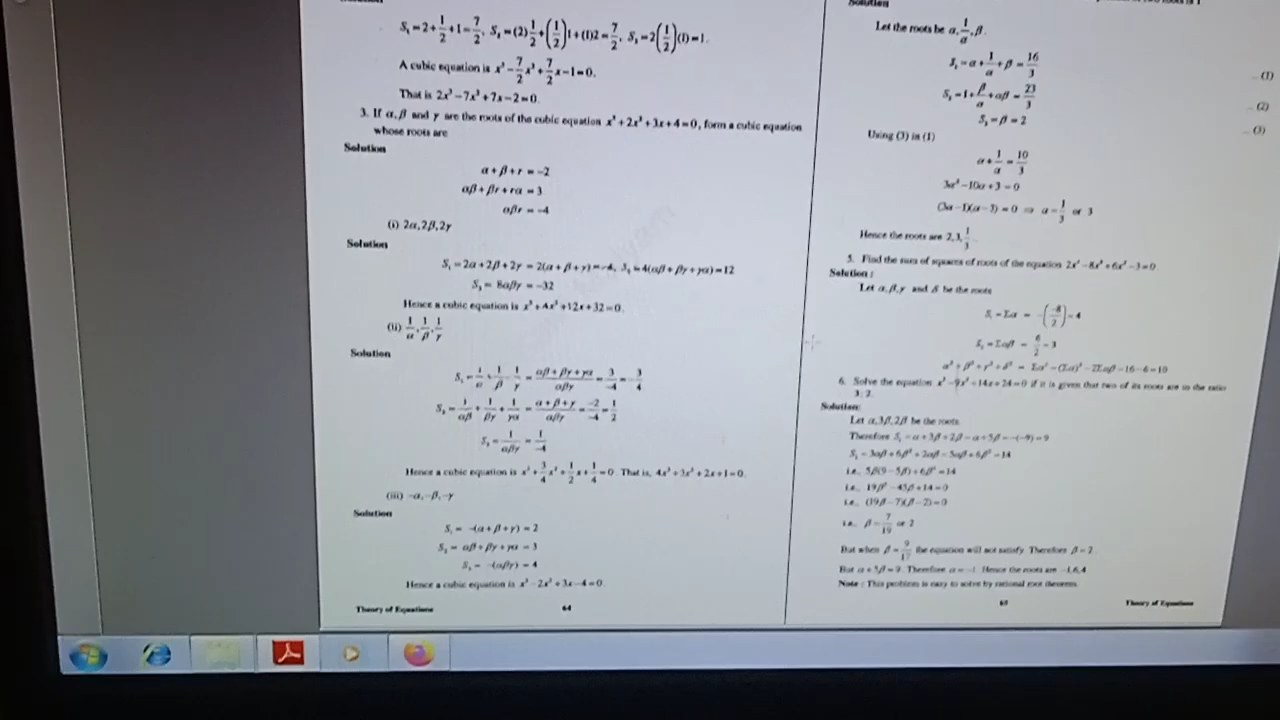 Solution
S₁=2+1/2+1=7/2, S₂=(2)1/2+(1/2)1+(1)2=7/2, S₃=2(1/2)(1)=1.
A cubic equation is x³-7/2x²+7/2x-1=0.
That is 2x³-7x²+7x-2=0.
3. If α,β and γ are the roots of the cubic equation x³+2x²+3x+4=0, form a cubic equation
whose roots are
Solution
α+β+r=-2
αβ+βr+rα=3
αβr=-4
(i) 2α,2β,2γ
Solution
S₁=2α+2β+2γ=2(α+β+γ)=-4, S₂=4(αβ+βγ+γα)=12
S₃=8αβγ=-32
Hence a cubic equation is x³+4x²+12x+32=0.
(ii) 1/α, 1/β, 1/γ
Solution
S₁=1/α+1/β+1/γ=(αβ+βγ+γα)/αβγ=3/-4=-3/4
S₂=1/αβ+1/βγ+1/γα=(α+β+γ)/αβγ=-2/-4=1/2
S₃=1/αβγ=1/-4
Hence a cubic equation is x³+3/4x²+1/2x+1/4=0. That is, 4x³+3x²+2x+1=0.
(iii) -α,-β,-γ
Solution
S₁=-(α+β+γ)=2
S₂=αβ+βγ+γα=3
S₃=-(αβγ)=4
Hence a cubic equation is x³-2x²+3x-4=0.
Theory of Equations 64
Solution
Let the roots be α,1/α,β.
S₁=α+1/α+β=16/3 ...(1)
S₂=1+β/α+αβ=23/3 ...(2)
S₃=β=2 ...(3)
Using (3) in (1)
α+1/α=10/3
3α²-10α+3=0
(3α-1)(α-3)=0 ⇒ α=1/3 or 3
Hence the roots are 2,3,1/3.
5. Find the sum of squares of roots of the equation 2x⁴-8x³+6x²-3=0
Solution :
Let α,β,γ and δ be the roots
S₁=Σα = -(-8/2)=4
S₂=Σαβ = 6/2=3
α²+β²+γ²+δ² = Σα²=(Σα)²-2Σαβ=16-6=10
6. Solve the equation x³-9x²+14x+24=0 if it is given that two of its roots are in the ratio
3:2.
Solution:
Let α,3β,2β be the roots.
Therefore S₁=α+3β+2β=α+5β=-(-9)=9
S₂=3αβ+6β²+2αβ=5αβ+6β²=14
i.e., 5β(9-5β)+6β²=14
i.e., 19β²-45β+14=0
i.e., (19β-7)(β-2)=0
i.e., β=7/19 or 2
But when the equation will not satisfy. Therefore β=2
But α+5β=9. Therefore α=-1. Hence the roots are -1,6,4
Note : This problem is easy to solve by rational root theorem.
65 Theory of Equations